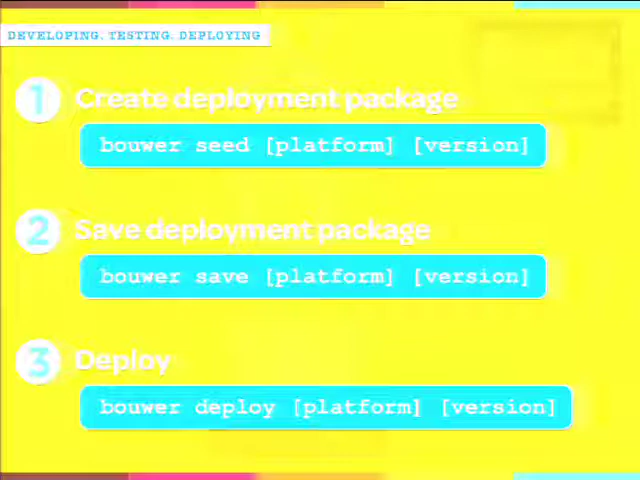 DEVELOPING. TESTING. DEPLOYING
1 Create deployment package
bouwer seed [platform] [version]
2 Save deployment package
bouwer save [platform] [version]
3 Deploy
bouwer deploy [platform] [version]